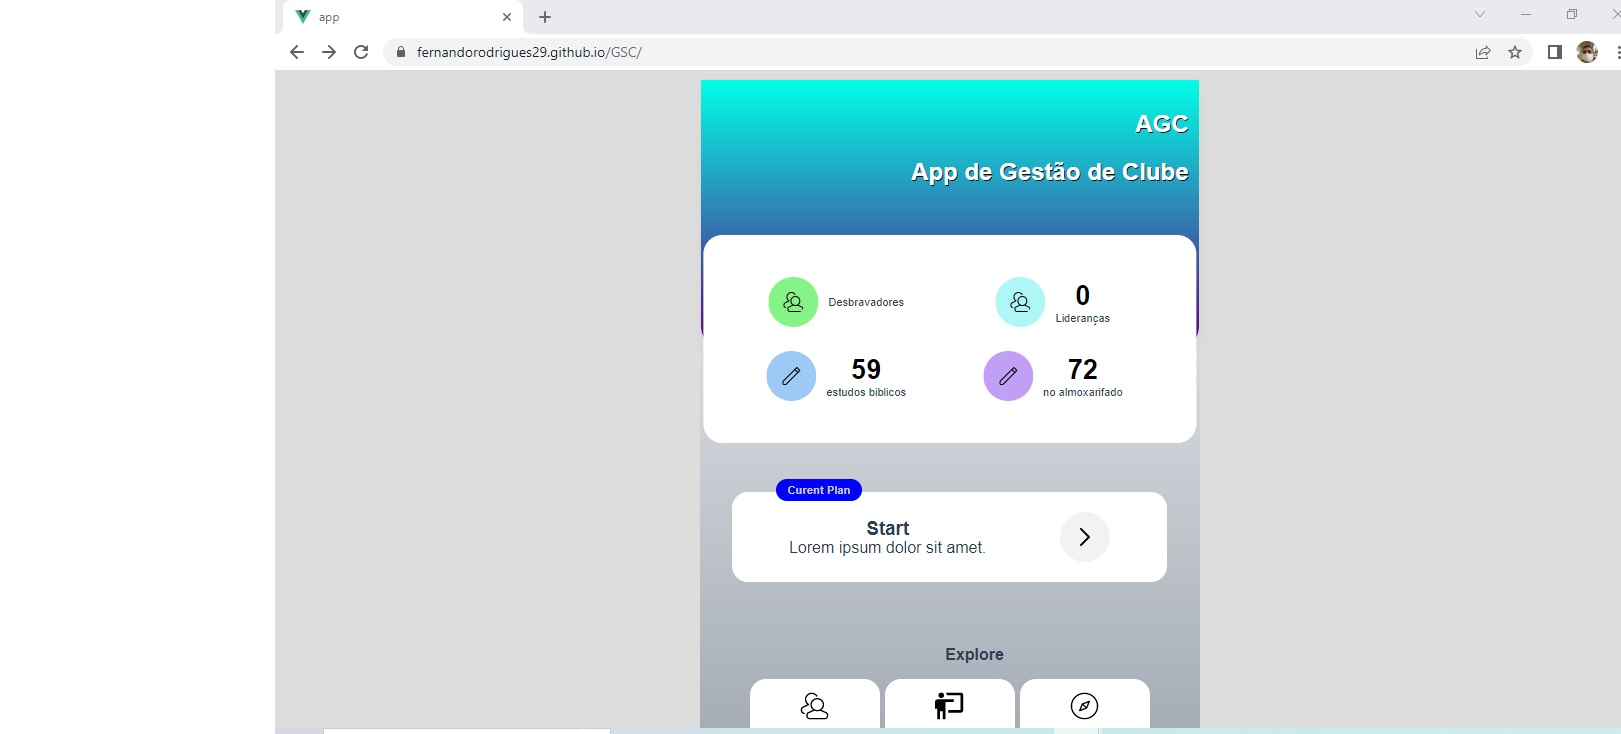 app
fernandorodrigues29.github.io/GSC/
AGC
App de Gestão de Clube
Desbravadores
0
Lideranças
59
estudos biblicos
72
no almoxarifado
Curent Plan
Start
Lorem ipsum dolor sit amet.
Explore